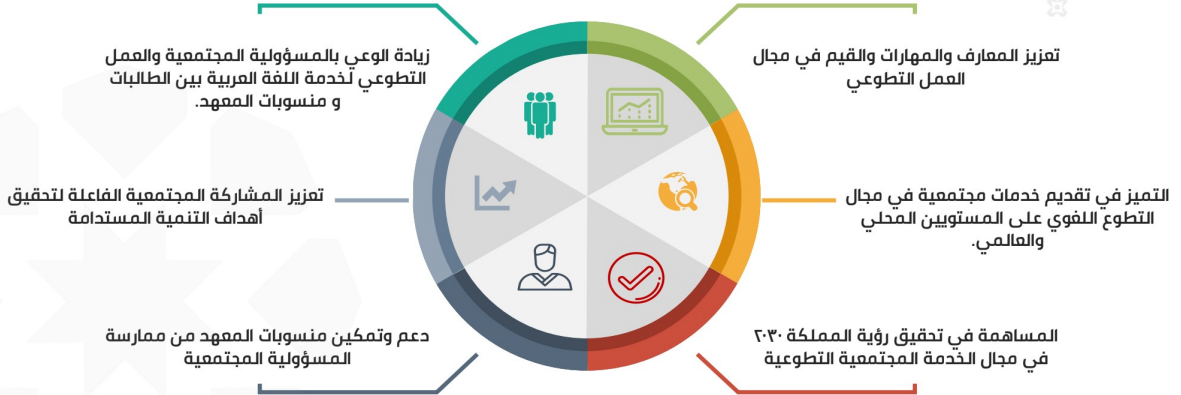 تعزيز المعارف والمهارات والقيم في مجال
العمل التطوعي
زيادة الوعي بالمسؤولية المجتمعية والعمل
التطوعي لخدمة اللغة العربية بين الطالبات
و منسوبات المعهد.
التميز في تقديم خدمات مجتمعية في مجال
التطوع اللغوي على المستويين المحلي
والعالمي.
تعزيز المشاركة المجتمعية الفاعلة لتحقيق
أهداف التنمية المستدامة
المساهمة في تحقيق رؤية المملكة ٢٠٣٠
في مجال الخدمة المجتمعية التطوعية
دعم وتمكين منسوبات المعهد من ممارسة
المسؤولية المجتمعية